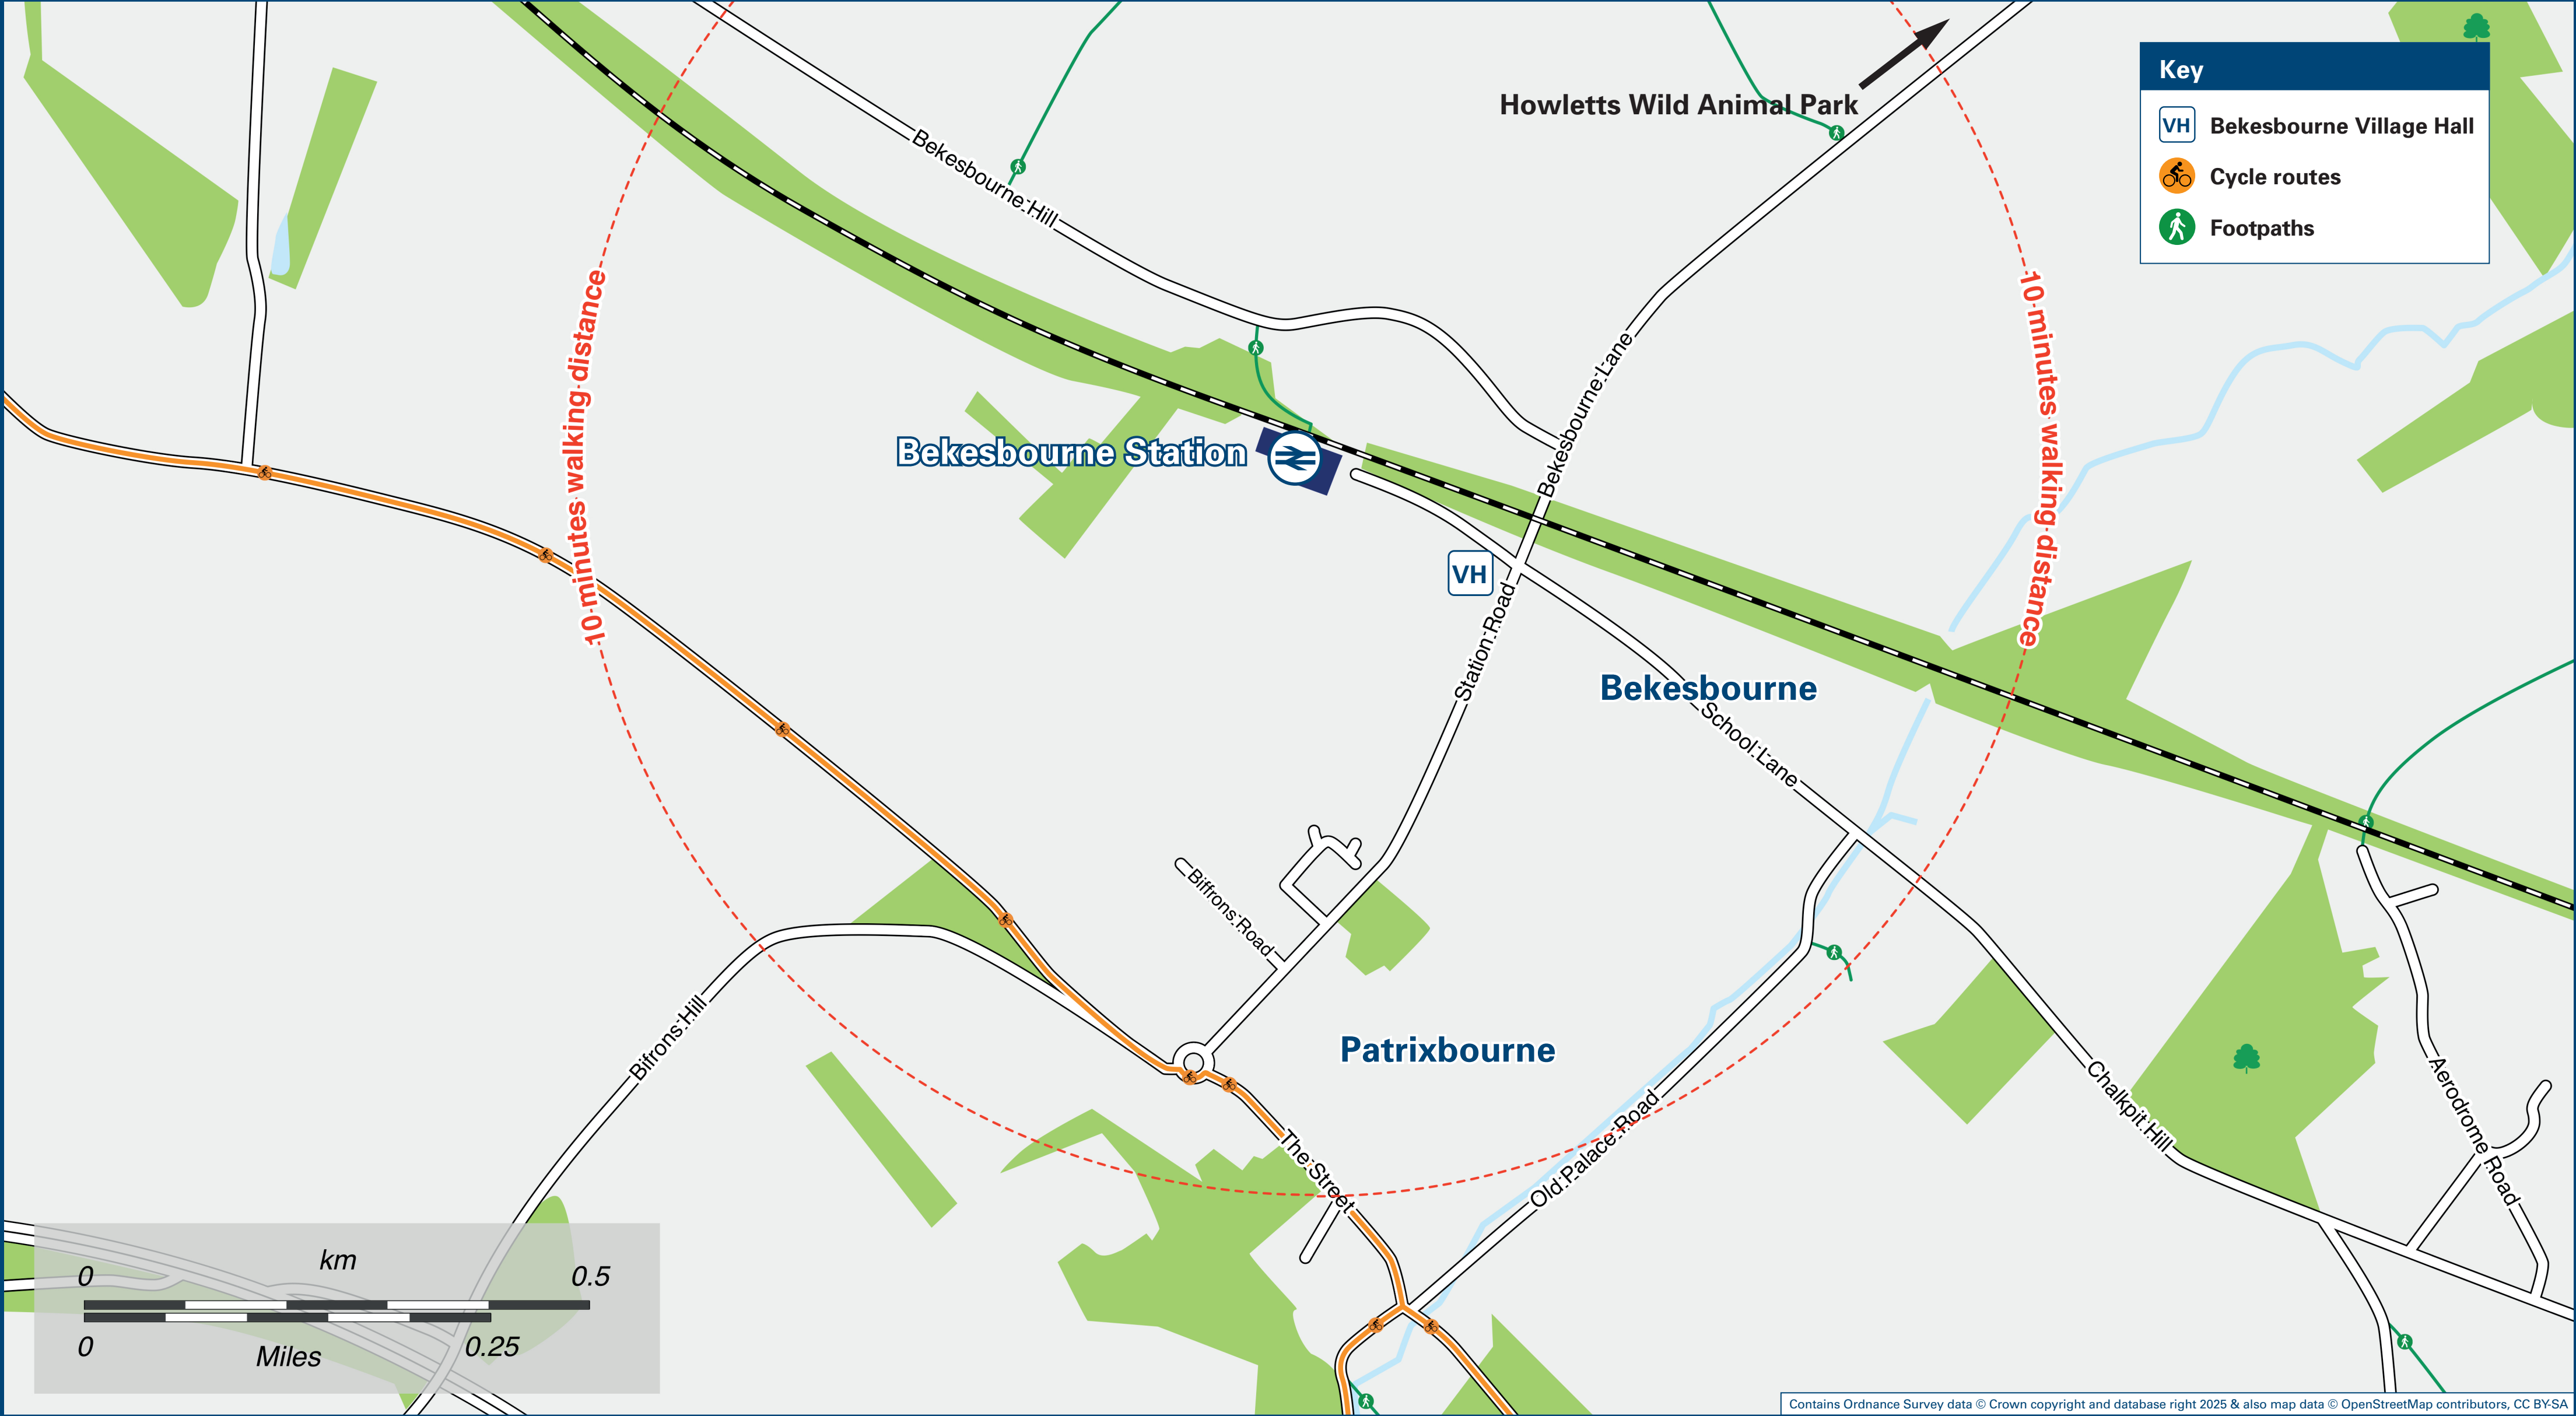 Howletts Wild Animal Park
Key
VH Bekesbourne Village Hall
Cycle routes
Footpaths
Bekesbourne Hill
10 minutes walking distance
10 minutes walking distance
Bekesbourne Lane
Bekesbourne Station
VH
Station Road
Bekesbourne
School Lane
Biffrons Road
Bifrons Hill
Patrixbourne
The Street
Old Palace Road
Chalkpit Hill
Aerodrome Road
km
0 0.5
0 0.25
Miles
Contains Ordnance Survey data © Crown copyright and database right 2025 & also map data © OpenStreetMap contributors, CC BY-SA